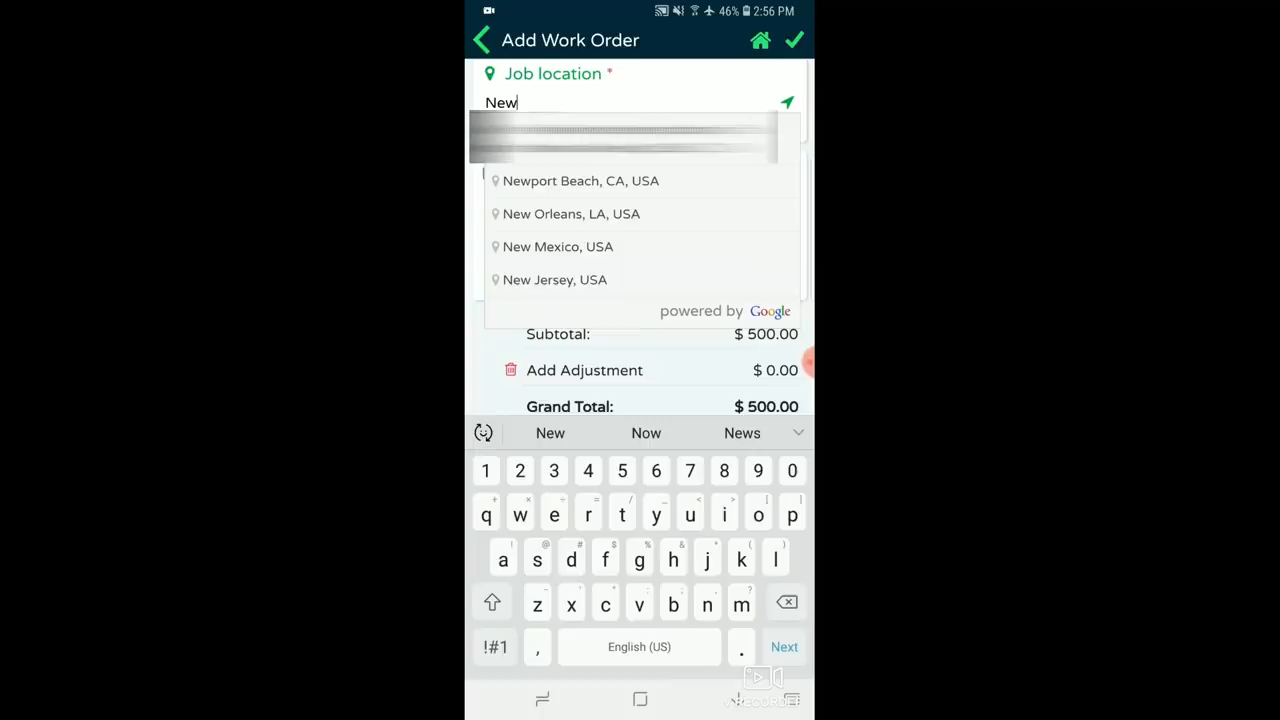 46% 2:56 PM
Add Work Order
Job location *
New
Newport Beach, CA, USA
New Orleans, LA, USA
New Mexico, USA
New Jersey, USA
powered by Google
Subtotal: $ 500.00
Add Adjustment $ 0.00
Grand Total: $ 500.00
New Now News
1 2 3 4 5 6 7 8 9 0
+ × ÷ = / _ < > [ ]
q w e r t y u i o p
! @ # $ % & * ( )
a s d f g h j k l
- ' " : ; , ?
z x c v b n m
!#1 , English (US) . Next
RECORDER